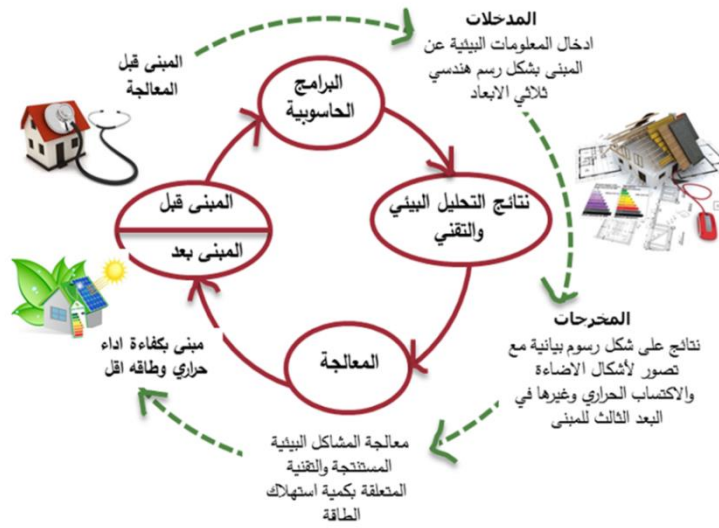 المدخلات
ادخال المعلومات البيئية عن
المبنى بشكل رسم هندسي
ثلاثي الابعاد
المبنى قبل
المعالجة
البرامج
الحاسوبية
نتائج التحليل البيئي
والتقني
المبنى قبل
المبنى بعد
المعالجة
المخرجات
نتائج على شكل رسوم بيانية مع
تصور لأشكال الاضاءة
والاكتساب الحراري وغيرها في
البعد الثالث للمبنى
مبنى بكفاءة اداء
حراري وطاقه اقل
معالجة المشاكل البيئية
المستنتجة والتقنية
المتعلقة بكمية استهلاك
الطاقة